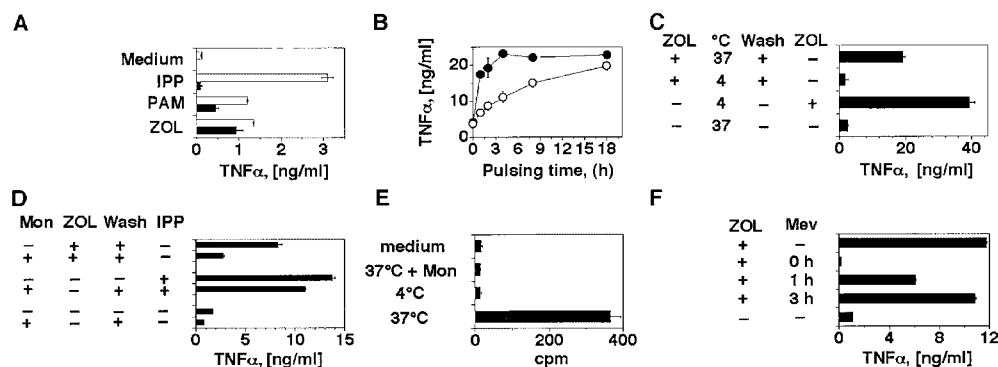 A
Medium
IPP
PAM
ZOL
0 1 2 3
TNFα, [ng/ml]
B
TNFα, [ng/ml]
20
10
0
0 3 6 9 12 15 18
Pulsing time, (h)
C
ZOL °C Wash ZOL
+ 37 + –
+ 4 + –
– 4 – +
– 37 – –
0 20 40
TNFα, [ng/ml]
D
Mon ZOL Wash IPP
– + + –
+ + + –
– – – +
+ – + +
– – –
+ – + –
0 5 10 15
TNFα, [ng/ml]
E
medium
37°C + Mon
4°C
37°C
0 200 400
cpm
F
ZOL Mev
+ –
+ 0 h
+ 1 h
+ 3 h
– –
0 4 8 12
TNFα, [ng/ml]